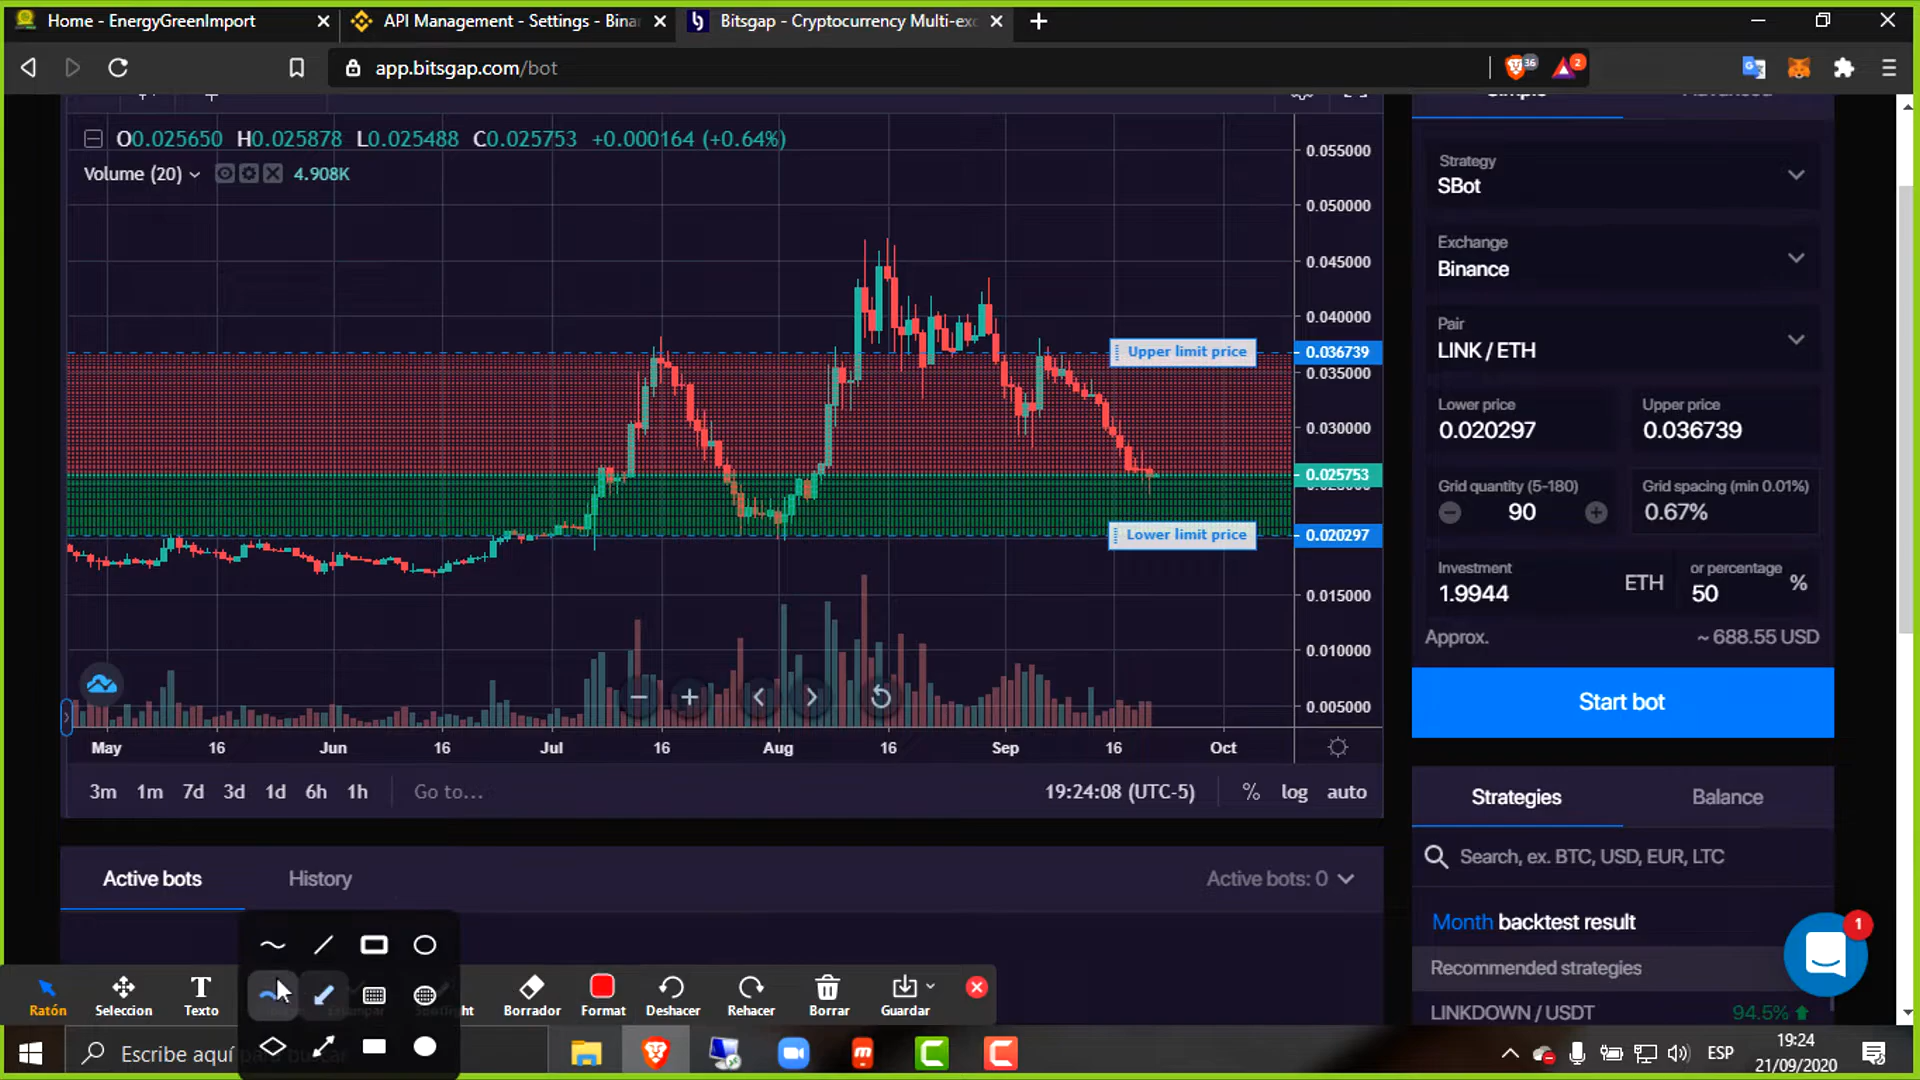 Home - EnergyGreenImport
API Management - Settings - Binan
Bitsgap - Cryptocurrency Multi-exc
app.bitsgap.com/bot
36
2
Simple
Advanced
O0.025650 H0.025878 L0.025488 C0.025753 +0.000164 (+0.64%)
Volume (20) 4.908K
0.055000
0.050000
0.045000
0.040000
Upper limit price
0.036739
0.035000
0.030000
0.025753
Lower limit price
0.020297
0.015000
0.010000
0.005000
May 16 Jun 16 Jul 16 Aug 16 Sep 16 Oct
3m 1m 7d 3d 1d 6h 1h Go to...
19:24:08 (UTC-5) % log auto
Strategy
SBot
Exchange
Binance
Pair
LINK / ETH
Lower price
0.020297
Upper price
0.036739
Grid quantity (5-180)
90
Grid spacing (min 0.01%)
0.67%
Investment
1.9944 ETH
or percentage
50 %
Approx. ~ 688.55 USD
Start bot
Strategies Balance
Search, ex. BTC, USD, EUR, LTC
Month backtest result
Recommended strategies
LINKDOWN / USDT 94.5%
1
Active bots History
Active bots: 0
Ratón
Seleccion
Texto
Borrador
Format
Deshacer
Rehacer
Borrar
Guardar
Escribe aquí
ESP
19:24
21/09/2020